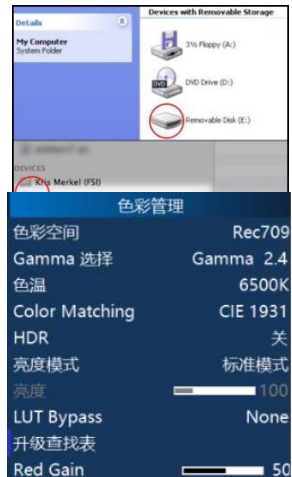 Details
Devices with Removable Storage
My Computer
System Folder
3½ Floppy (A:)
DVD Drive (D:)
Removable Disk (E:)
DEVICES
Kris Merkel (FSI)
色彩管理
色彩空间 Rec709
Gamma 选择 Gamma 2.4
色温 6500K
Color Matching CIE 1931
HDR 关
亮度模式 标准模式
亮度 100
LUT Bypass None
升级查找表
Red Gain 50